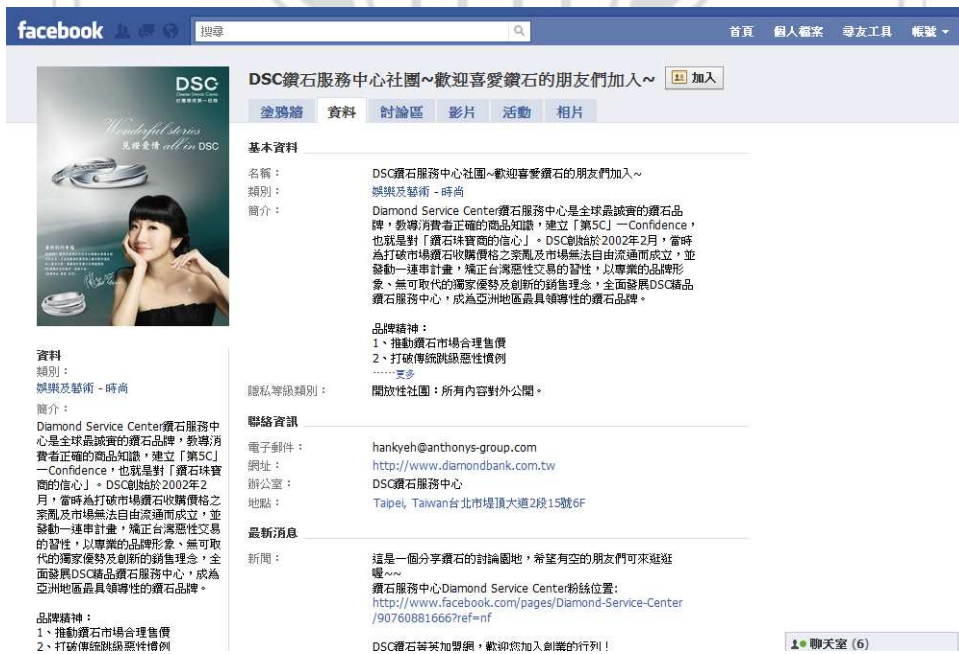 facebook
搜尋
首頁 個人檔案 尋友工具 帳號
DSC
Wonderful stories
見證愛情 all in DSC
DSC鑽石服務中心社團~歡迎喜愛鑽石的朋友們加入~ 加入
塗鴉牆 資料 討論區 影片 活動 相片
基本資料
名稱： DSC鑽石服務中心社團~歡迎喜愛鑽石的朋友們加入~
類別： 娛樂及藝術 - 時尚
簡介： Diamond Service Center鑽石服務中心是全球最誠實的鑽石品
牌，教導消費者正確的商品知識，建立「第5C」—Confidence，
也就是對「鑽石珠寶商的信心」。DSC創始於2002年2月，當時
為打破市場鑽石收購價格之紊亂及市場無法自由流通而成立，並
發動一連串計畫，矯正台灣惡性交易的習性，以專業的品牌形
象、無可取代的獨家優勢及創新的銷售理念，全面發展DSC精品
鑽石服務中心，成為亞洲地區最具領導性的鑽石品牌。
品牌精神：
1、推動鑽石市場合理售價
2、打破傳統跳級惡性慣例
……更多
隱私等級類別： 開放性社團：所有內容對外公開。
聯絡資訊
電子郵件： hankyeh@anthonys-group.com
網址： http://www.diamondbank.com.tw
辦公室： DSC鑽石服務中心
地點： Taipei, Taiwan台北市堤頂大道2段15號6F
最新消息
新聞： 這是一個分享鑽石的討論園地，希望有空的朋友們可來逛逛
喔~~
鑽石服務中心Diamond Service Center粉絲位置:
http://www.facebook.com/pages/Diamond-Service-Center
/90760881666?ref=nf
DSC鑽石菁英加盟網，歡迎您加入創業的行列！
資料
類別：
娛樂及藝術 - 時尚
簡介：
Diamond Service Center鑽石服務中
心是全球最誠實的鑽石品牌，教導消
費者正確的商品知識，建立「第5C」
—Confidence，也就是對「鑽石珠寶
商的信心」。DSC創始於2002年2
月，當時為打破市場鑽石收購價格之
紊亂及市場無法自由流通而成立，並
發動一連串計畫，矯正台灣惡性交易
的習性，以專業的品牌形象、無可取
代的獨家優勢及創新的銷售理念，全
面發展DSC精品鑽石服務中心，成為
亞洲地區最具領導性的鑽石品牌。
品牌精神：
1、推動鑽石市場合理售價
2、打破傳統跳級惡性慣例
聊天室 (6)